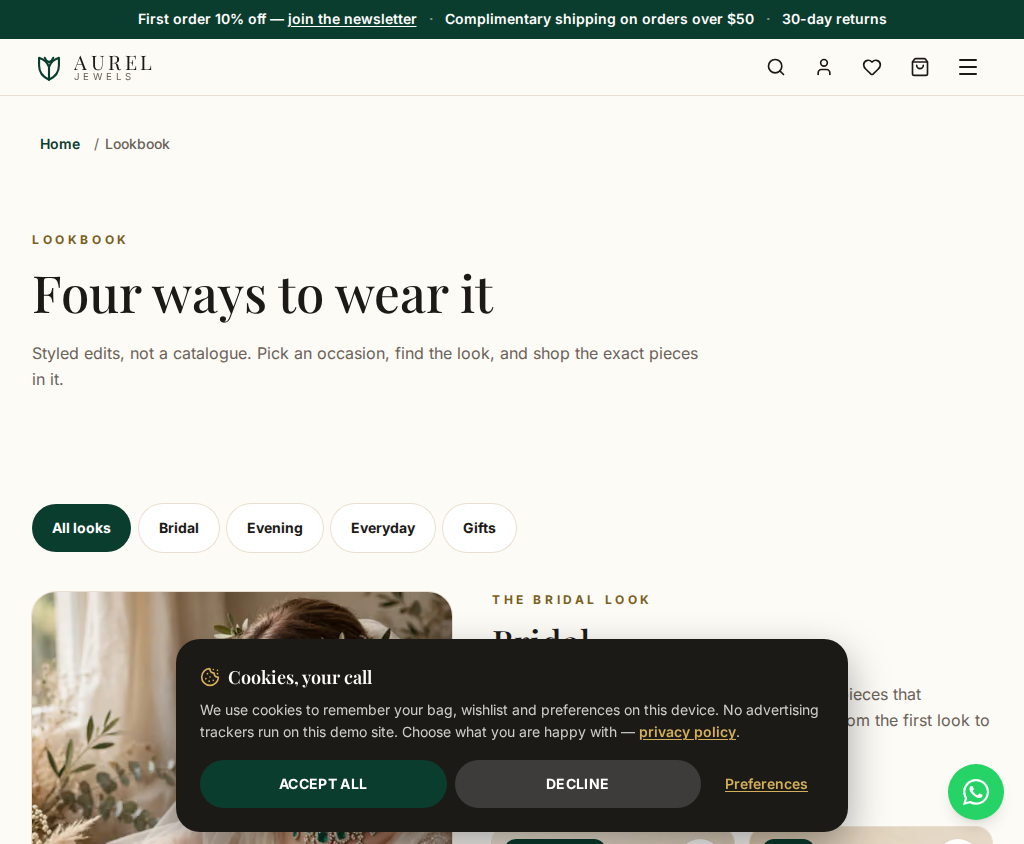 First order 10% off — join the newsletter · Complimentary shipping on orders over $50 · 30-day returns
AUREL
JEWELS
Home / Lookbook
LOOKBOOK
Four ways to wear it
Styled edits, not a catalogue. Pick an occasion, find the look, and shop the exact pieces
in it.
All looks
Bridal
Evening
Everyday
Gifts
THE BRIDAL LOOK
Bridal
ieces that
om the first look to
Cookies, your call
We use cookies to remember your bag, wishlist and preferences on this device. No advertising
trackers run on this demo site. Choose what you are happy with — privacy policy.
ACCEPT ALL
DECLINE
Preferences